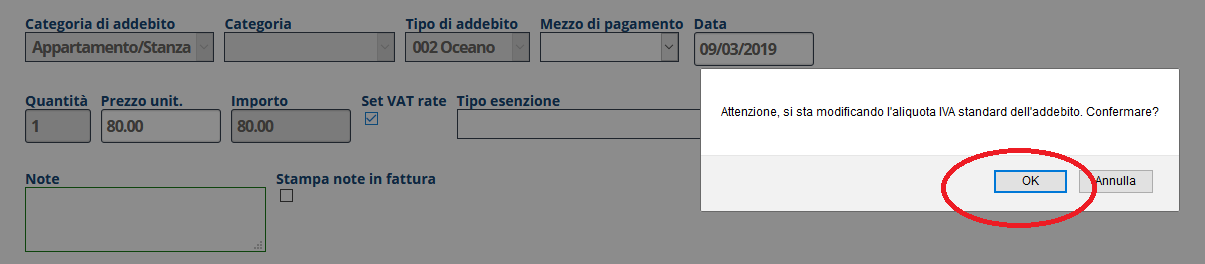 Categoria di addebito Categoria Tipo di addebito Mezzo di pagamento Data
Appartamento/Stanza 002 Oceano 09/03/2019
Quantità Prezzo unit. Importo Set VAT rate Tipo esenzione
1 80.00 80.00
Attenzione, si sta modificando l'aliquota IVA standard dell'addebito. Confermare?
OK Annulla
Note Stampa note in fattura